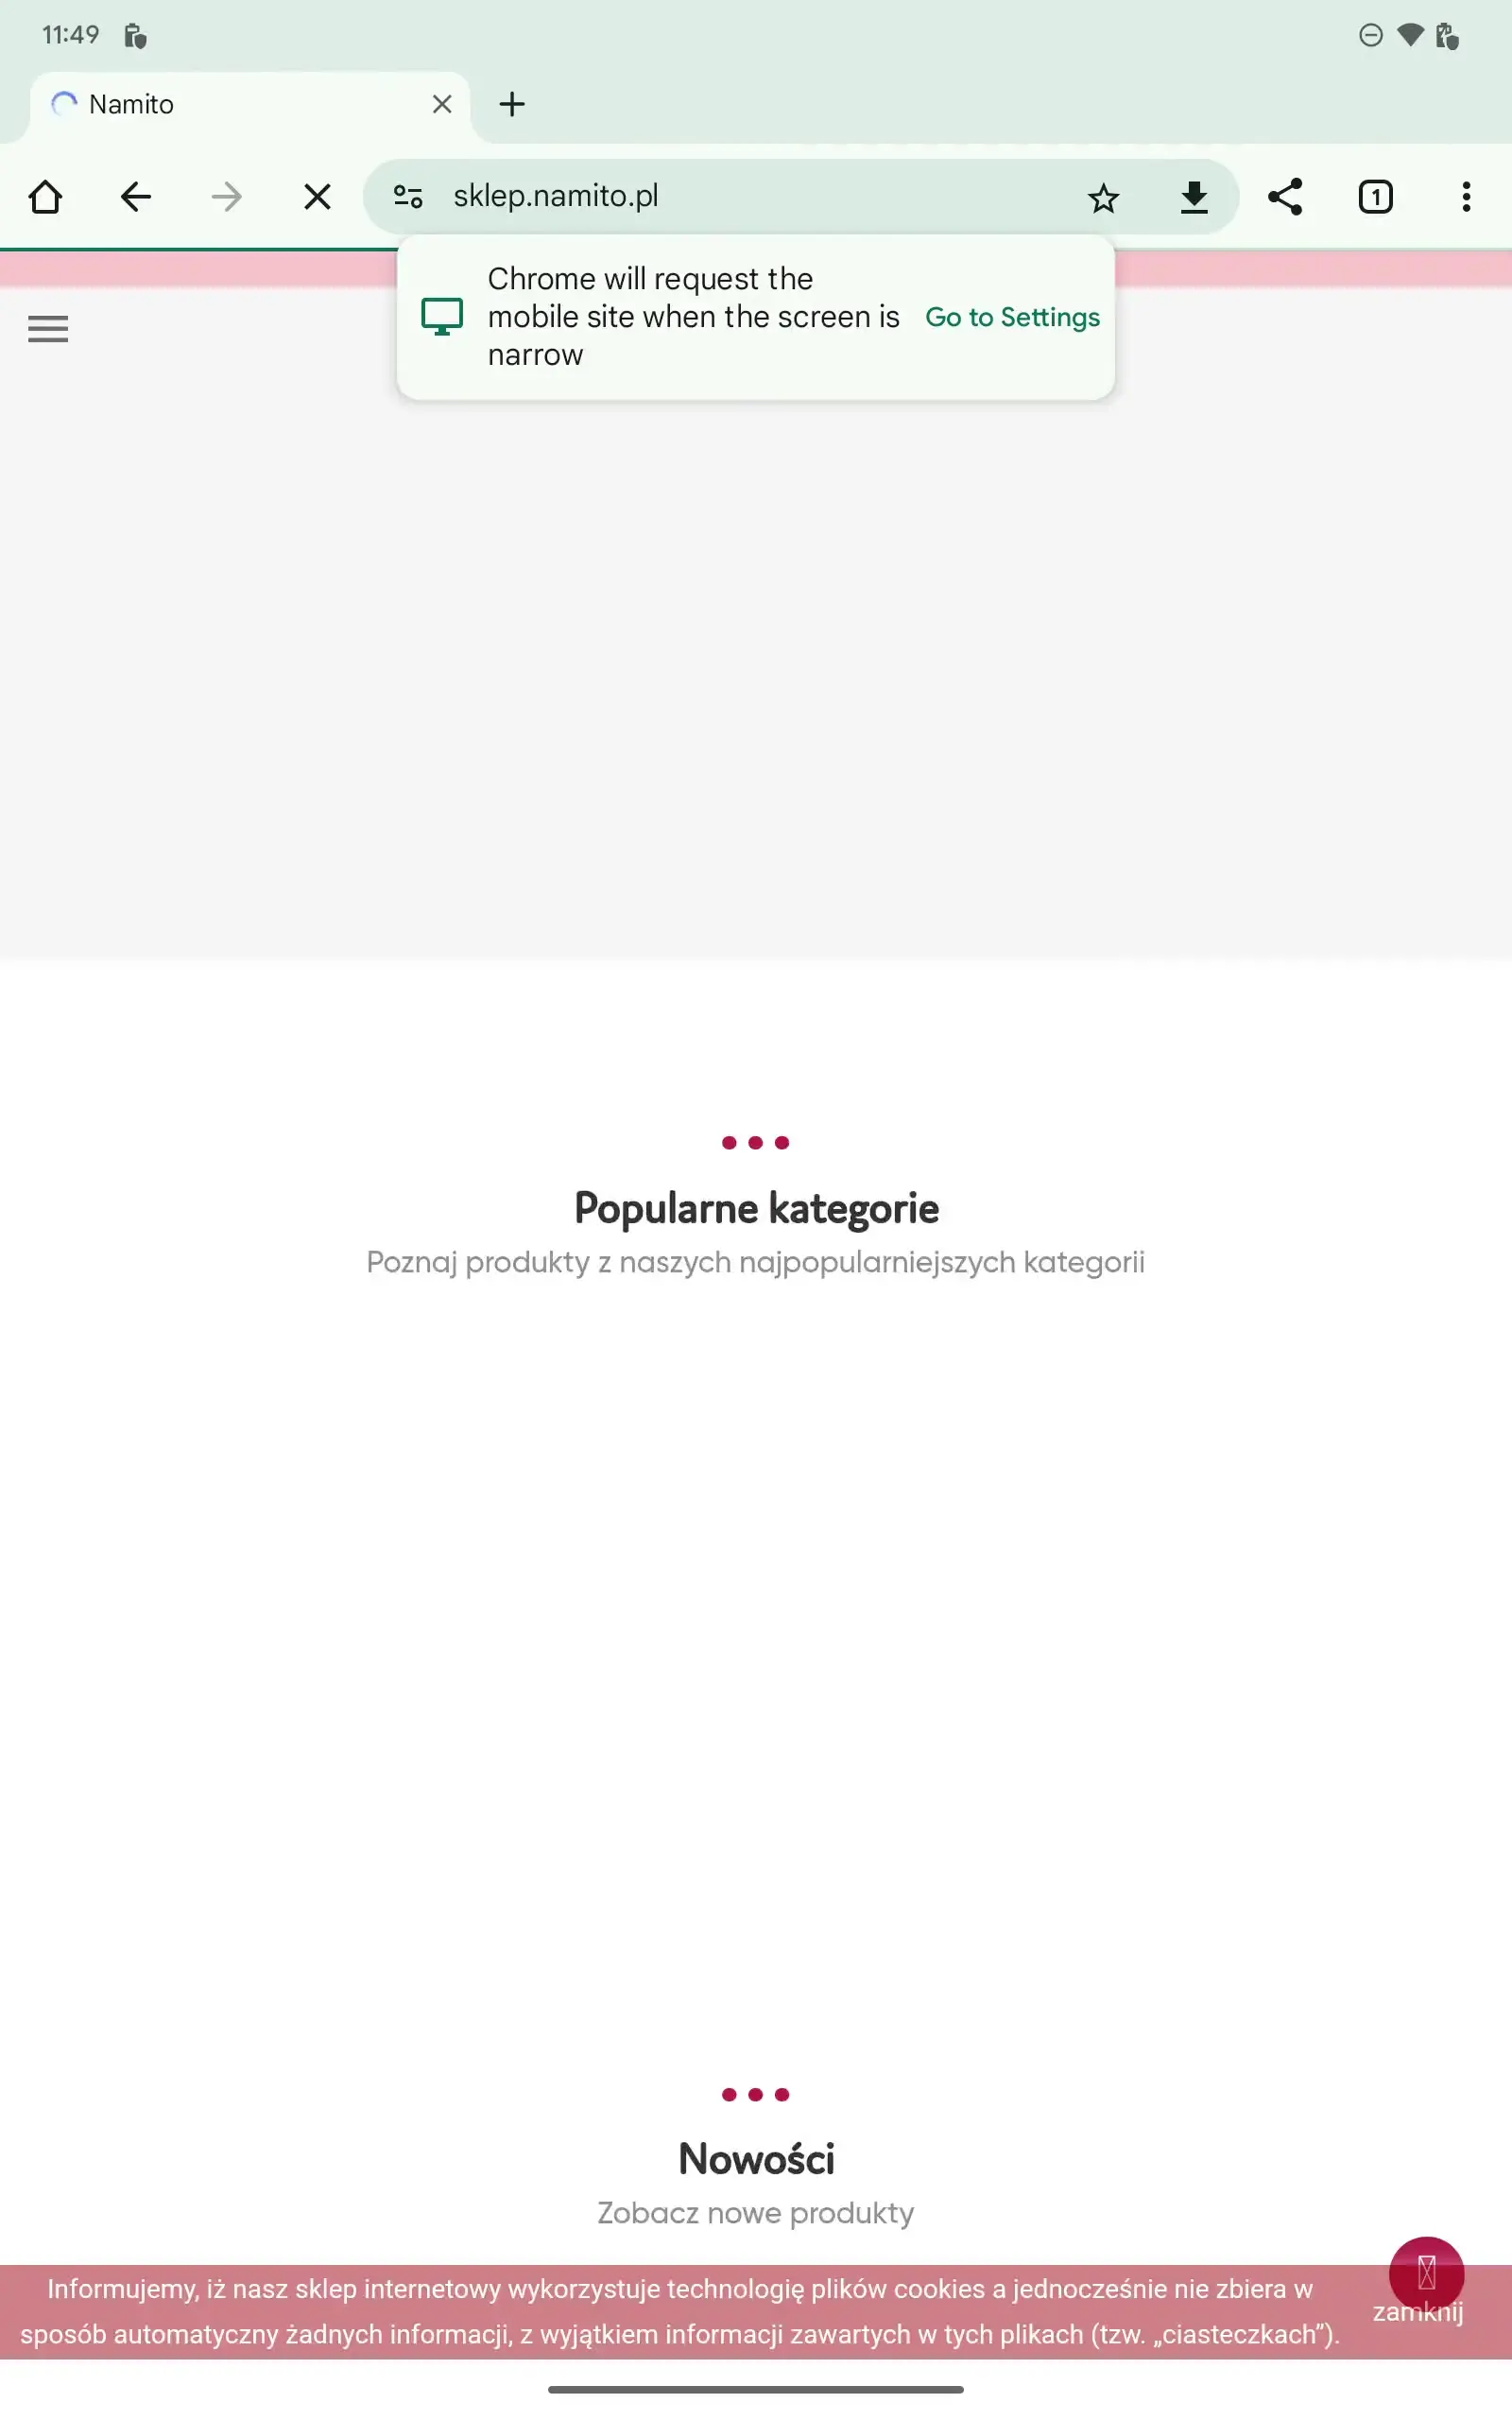 11:49
Namito
sklep.namito.pl
1
Chrome will request the
mobile site when the screen is
narrow
Go to Settings
Popularne kategorie
Poznaj produkty z naszych najpopularniejszych kategorii
Nowości
Zobacz nowe produkty
Informujemy, iż nasz sklep internetowy wykorzystuje technologię plików cookies a jednocześnie nie zbiera w
sposób automatyczny żadnych informacji, z wyjątkiem informacji zawartych w tych plikach (tzw. „ciasteczkach”).
zamknij